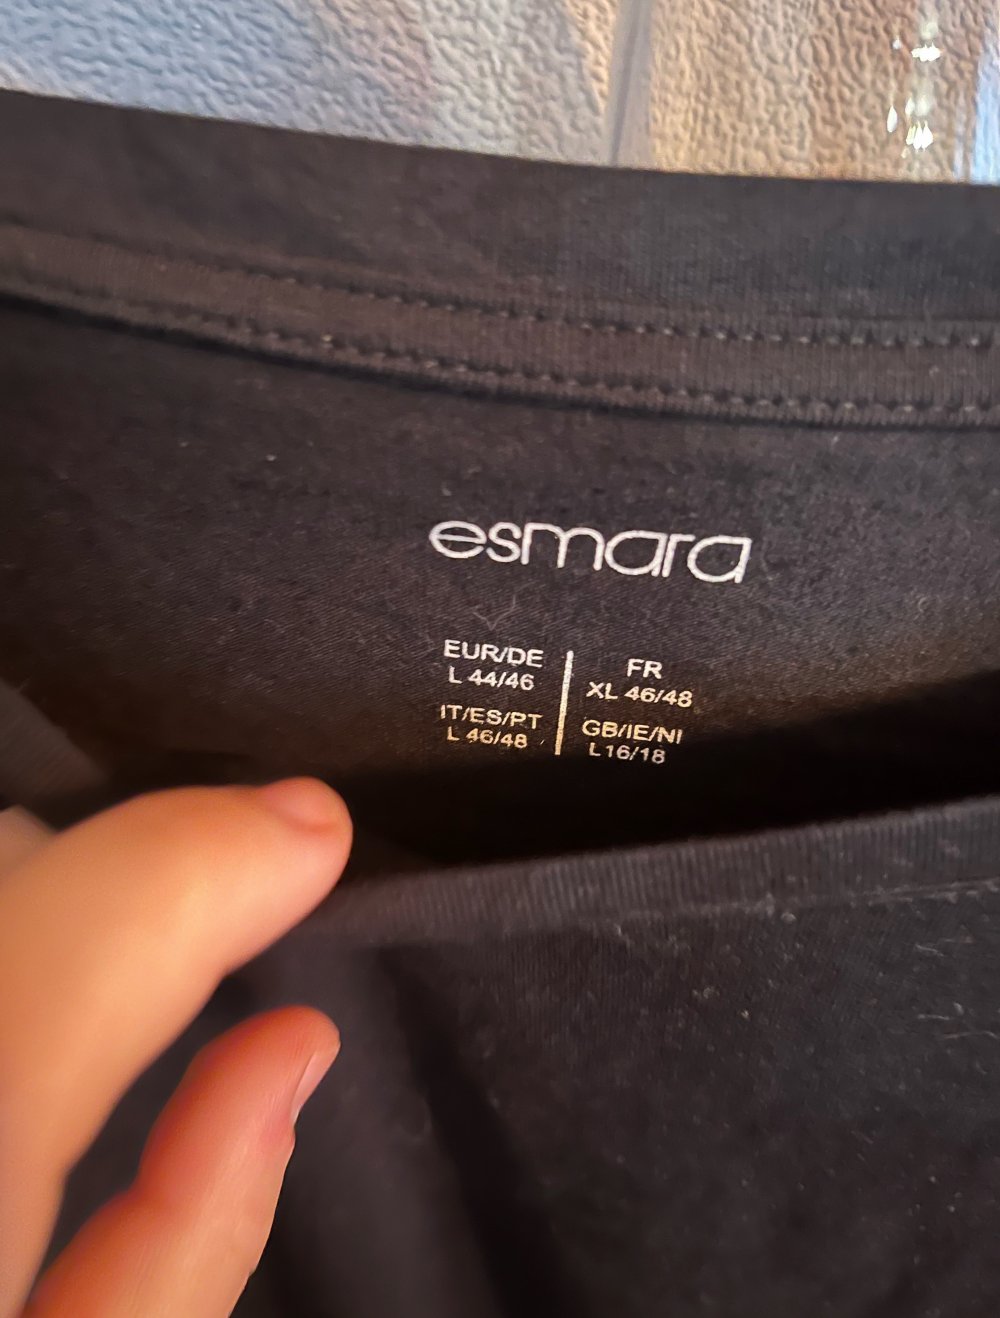 esmara
EUR/DE
L 44/46
IT/ES/PT
L 46/48
FR
XL 46/48
GB/IE/NI
L16/18